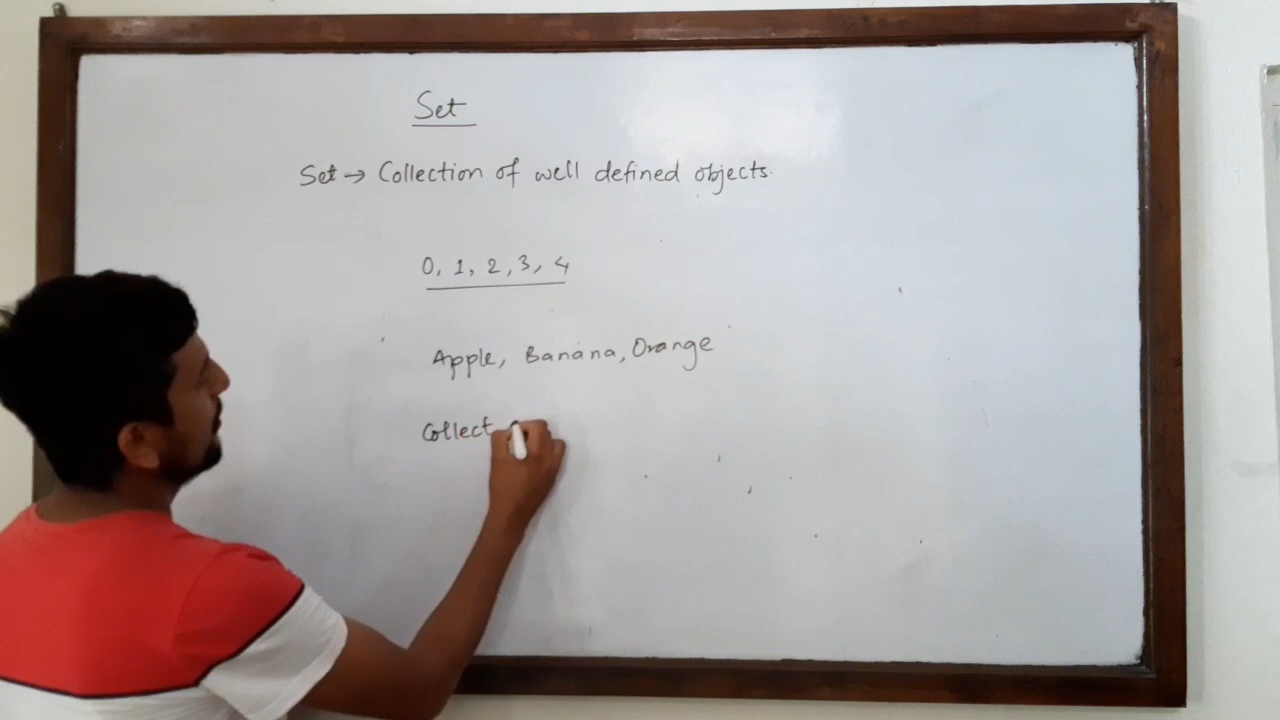 Set
Set → Collection of well defined objects.
0, 1, 2, 3, 4
Apple, Banana, Orange
Collect